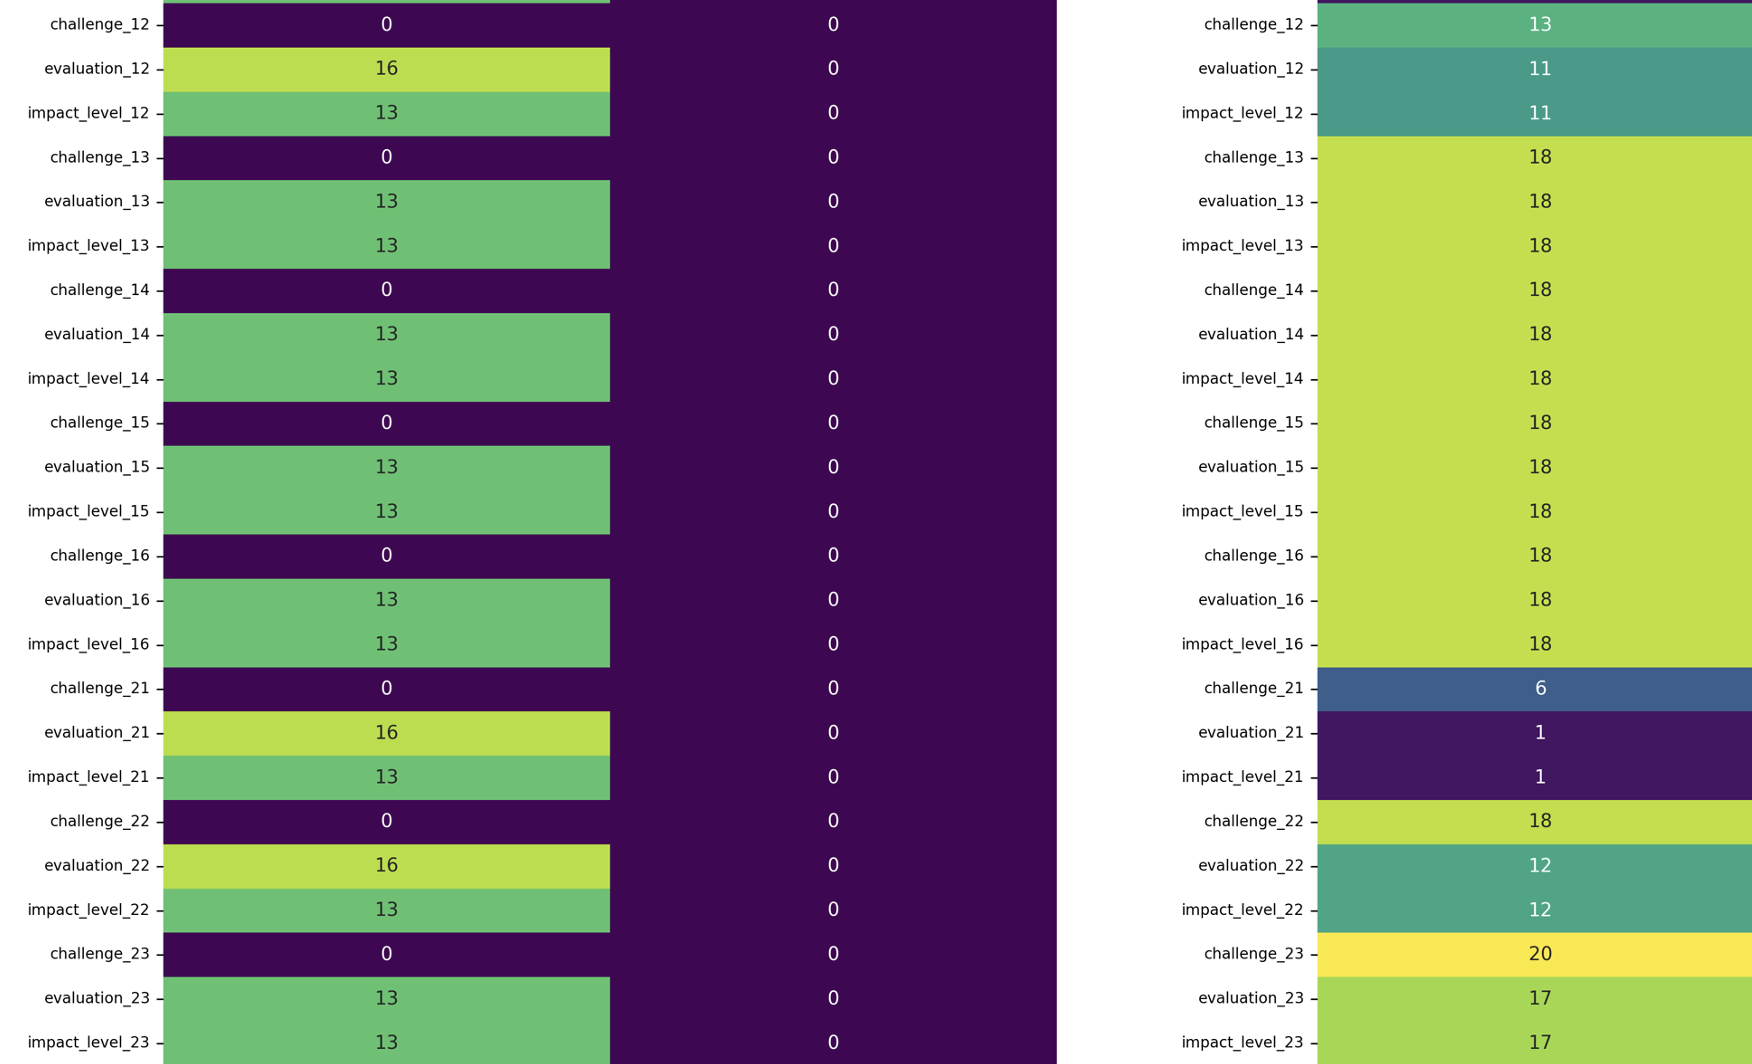 challenge_12 0 0 challenge_12 13
evaluation_12 16 0 evaluation_12 11
impact_level_12 13 0 impact_level_12 11
challenge_13 0 0 challenge_13 18
evaluation_13 13 0 evaluation_13 18
impact_level_13 13 0 impact_level_13 18
challenge_14 0 0 challenge_14 18
evaluation_14 13 0 evaluation_14 18
impact_level_14 13 0 impact_level_14 18
challenge_15 0 0 challenge_15 18
evaluation_15 13 0 evaluation_15 18
impact_level_15 13 0 impact_level_15 18
challenge_16 0 0 challenge_16 18
evaluation_16 13 0 evaluation_16 18
impact_level_16 13 0 impact_level_16 18
challenge_21 0 0 challenge_21 6
evaluation_21 16 0 evaluation_21 1
impact_level_21 13 0 impact_level_21 1
challenge_22 0 0 challenge_22 18
evaluation_22 16 0 evaluation_22 12
impact_level_22 13 0 impact_level_22 12
challenge_23 0 0 challenge_23 20
evaluation_23 13 0 evaluation_23 17
impact_level_23 13 0 impact_level_23 17